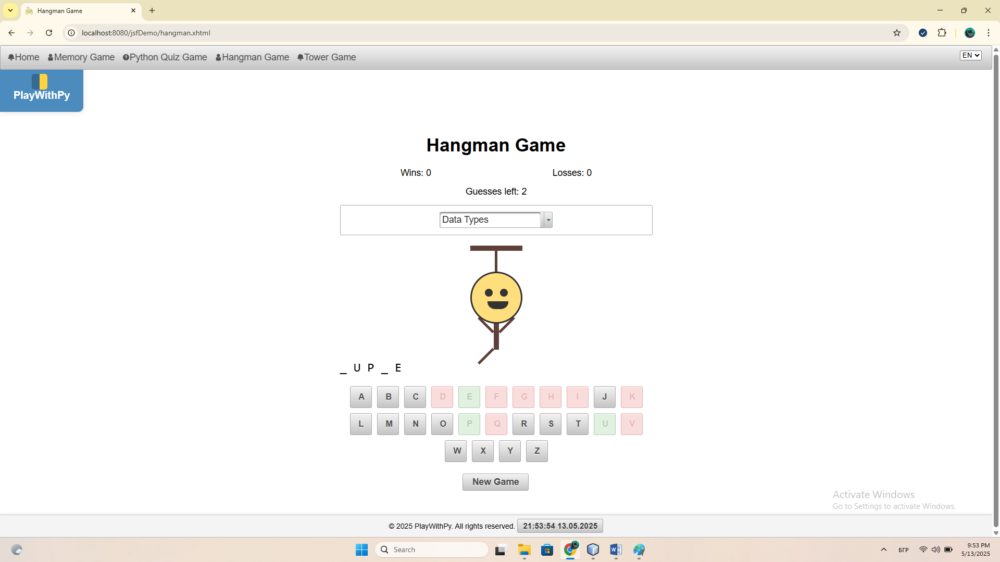 Hangman Game
localhost:8080/jsfDemo/hangman.xhtml
Home Memory Game Python Quiz Game Hangman Game Tower Game EN
PlayWithPy
Hangman Game
Wins: 0 Losses: 0
Guesses left: 2
Data Types
_ U P _ E
A B C D E F G H I J K
L M N O P Q R S T U V
W X Y Z
New Game
Activate Windows
Go to Settings to activate Windows.
© 2025 PlayWithPy. All rights reserved. 21:53:54 13.05.2025
Search
БГР
9:53 PM
5/13/2025